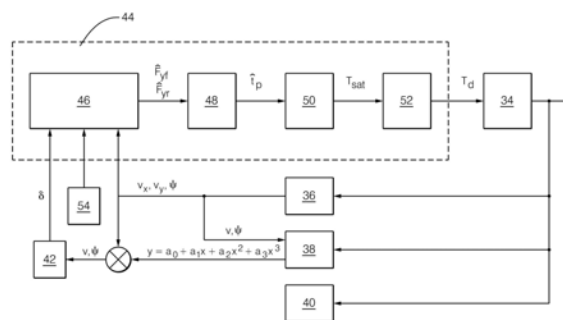 44
F̂yf
F̂yr
46
48
t̂p
50
Tsat
52
Td
34
δ
54
vx, vy, ψ̇
36
v,ψ̇
38
42
v,ψ̇
y = a0 + a1x + a2x2 + a3x3
40